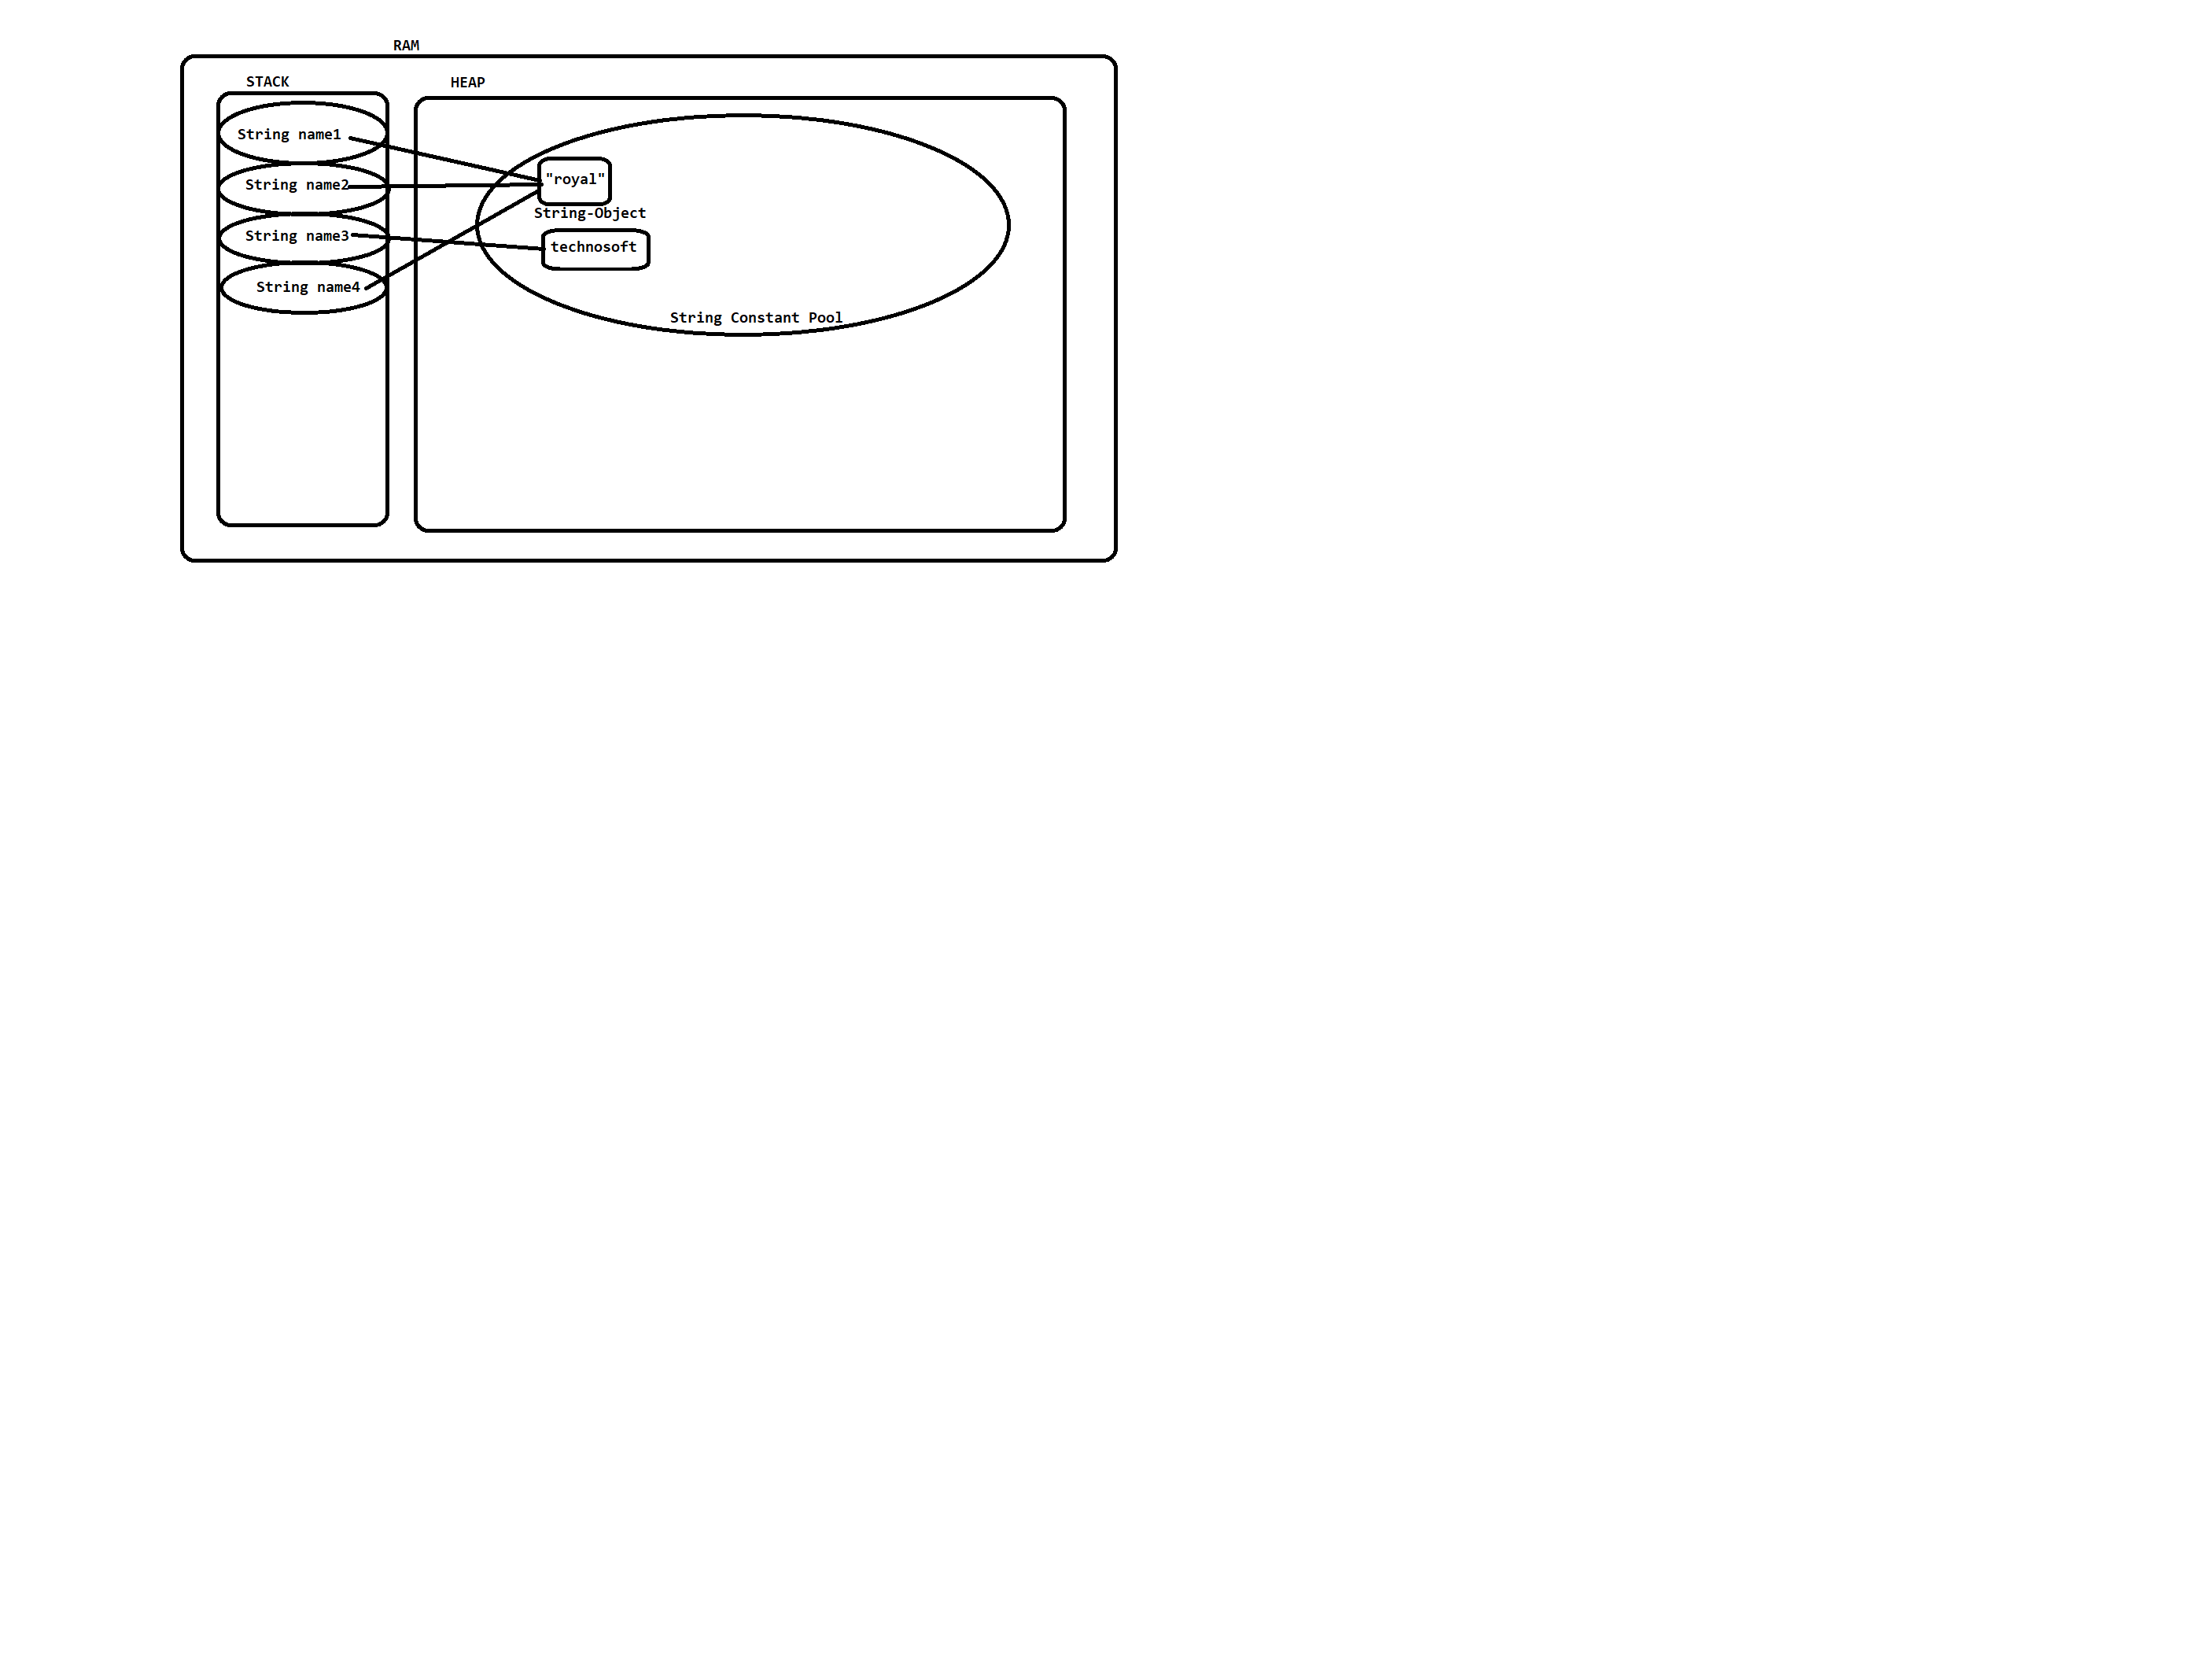 RAM
STACK
HEAP
String name1
String name2
String name3
String name4
"royal"
String-Object
technosoft
String Constant Pool